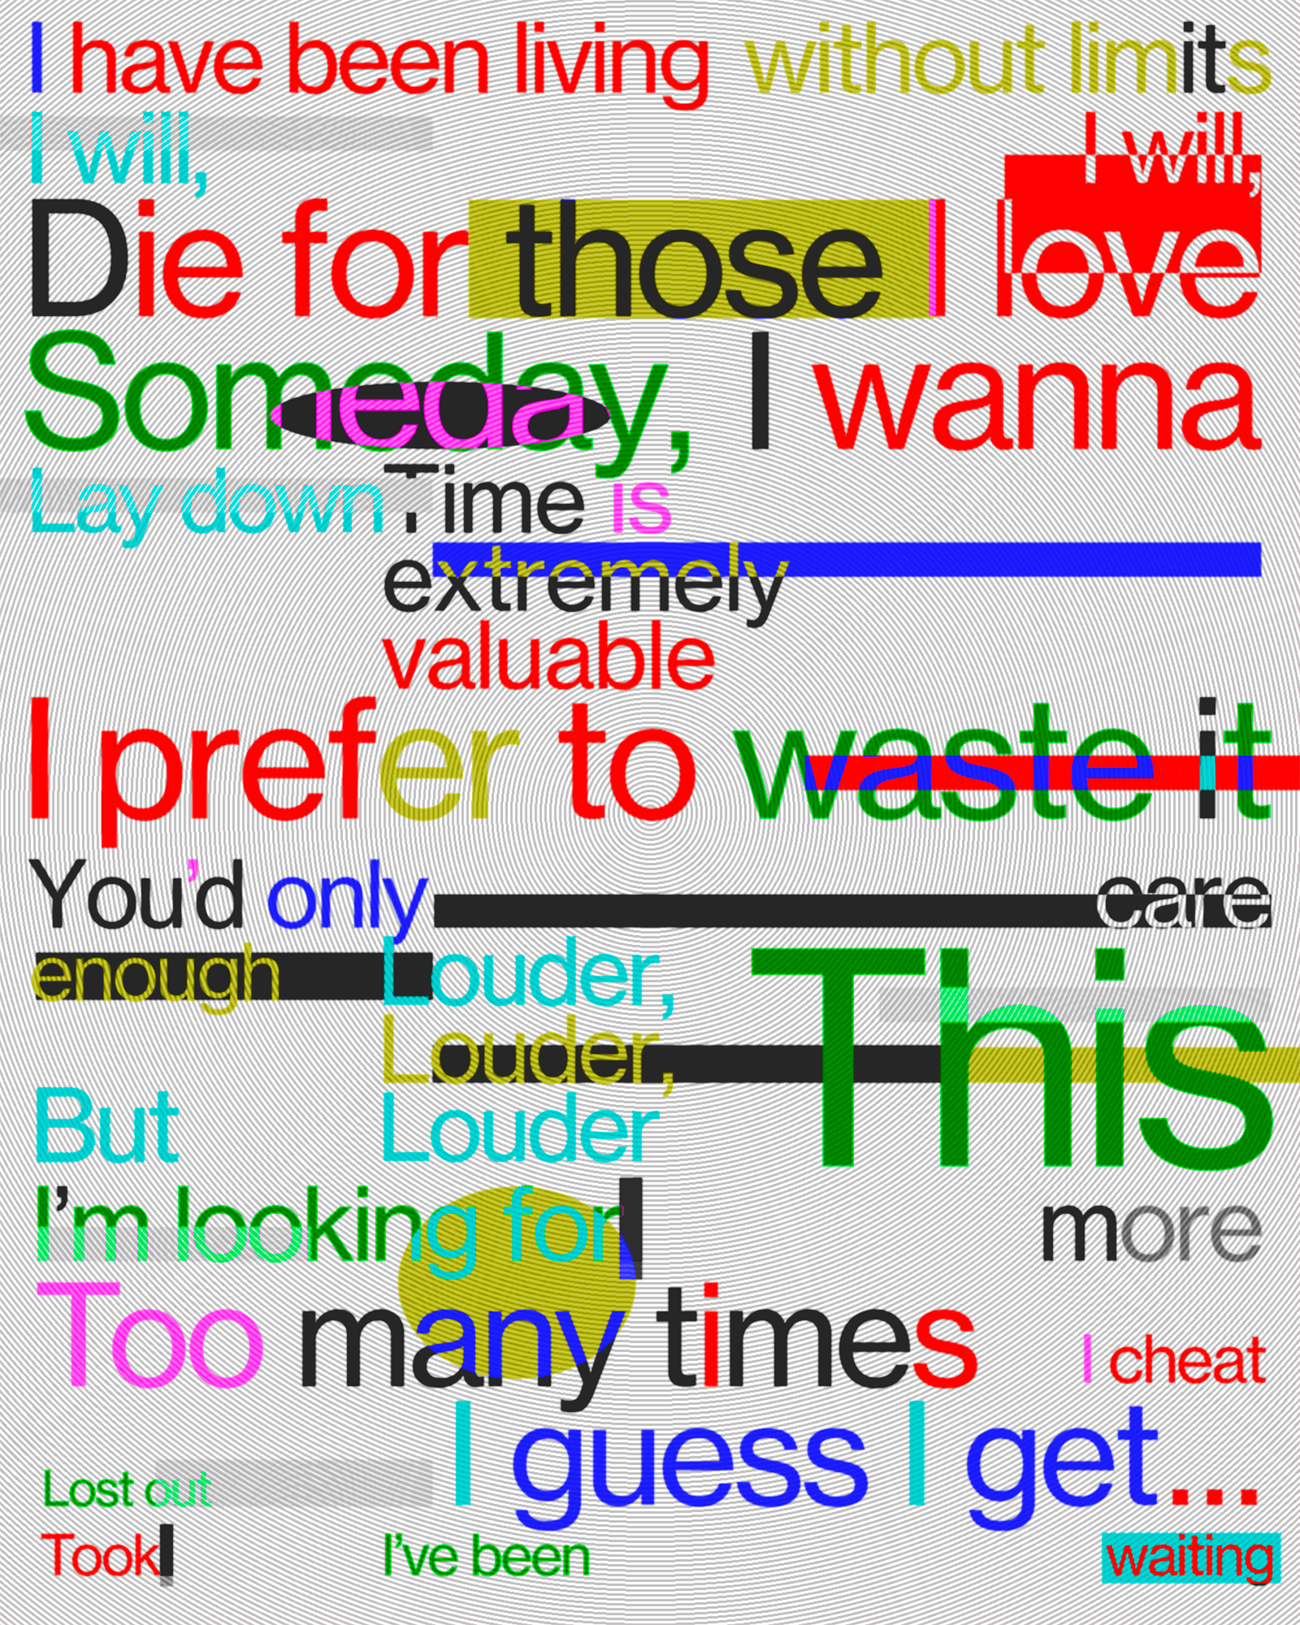 I have been living without limits
I will, I will,
Die for those I love
Someday, I wanna
Lay down Time is
extremely
valuable
I prefer to waste it
You'd only care
enough Louder,
This
Louder,
But Louder
I'm looking for more
Too many times I cheat
I guess I get...
Lost out
Took I've been waiting